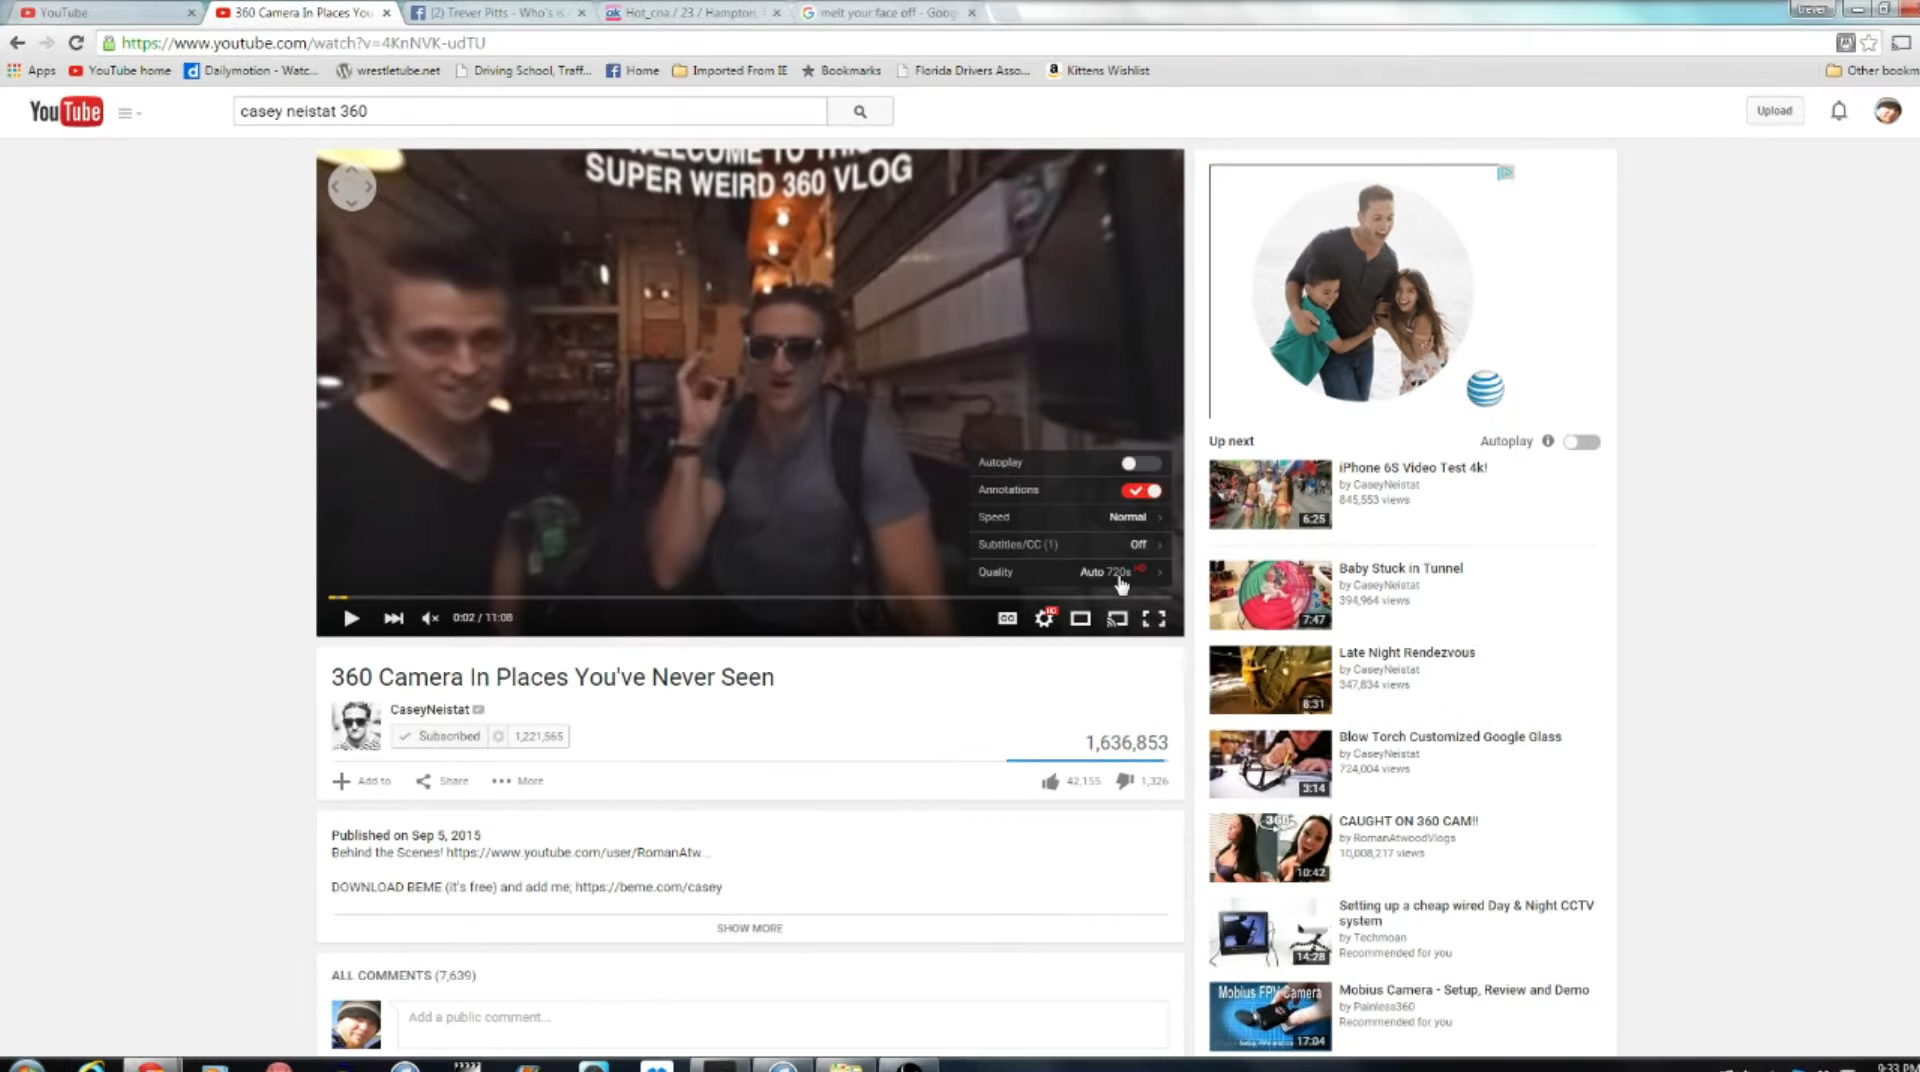 YouTube
360 Camera In Places You
(2) Trever Pitts - Who's is
Hot_cna / 23 / Hampton,
melt your face off - Goog
trever
https://www.youtube.com/watch?v=4KnNVK-udTU
Apps
YouTube home
Dailymotion - Watc...
wrestletube.net
Driving School, Traff...
Home
Imported From IE
Bookmarks
Florida Drivers Asso...
Kittens Wishlist
Other bookm
YouTube
casey neistat 360
Upload
WELCOME TO THIS
SUPER WEIRD 360 VLOG
Autoplay
Annotations
Speed Normal
Subtitles/CC (1) Off
Quality Auto 720s HD
0:02 / 11:08
CC
HD
360 Camera In Places You've Never Seen
CaseyNeistat
Subscribed 1,221,565
1,636,853
Add to Share More
42,155 1,326
Published on Sep 5, 2015
Behind the Scenes! https://www.youtube.com/user/RomanAtw...
DOWNLOAD BEME (it's free) and add me; https://beme.com/casey
SHOW MORE
ALL COMMENTS (7,639)
Add a public comment...
Up next
Autoplay
iPhone 6S Video Test 4k!
by CaseyNeistat
845,553 views
6:25
Baby Stuck in Tunnel
by CaseyNeistat
394,964 views
7:47
Late Night Rendezvous
by CaseyNeistat
347,834 views
8:31
Blow Torch Customized Google Glass
by CaseyNeistat
724,004 views
3:14
CAUGHT ON 360 CAM!!
by RomanAtwoodVlogs
10,008,217 views
360°
10:42
Setting up a cheap wired Day & Night CCTV
system
by Techmoan
Recommended for you
14:28
Mobius Camera - Setup, Review and Demo
by Painless360
Recommended for you
Mobius FPV Camera
17:04
9:33 PM